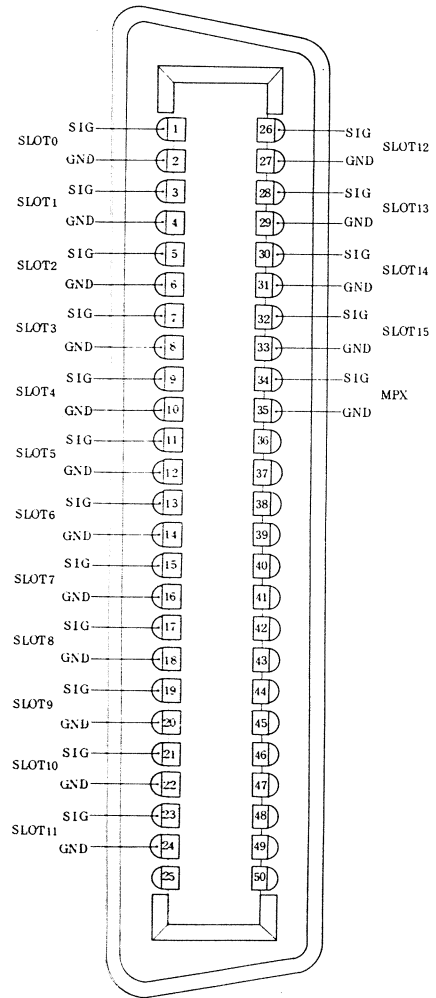 SIG 1 26 SIG
SLOT0 SLOT12
GND 2 27 GND
SIG 3 28 SIG
SLOT1 SLOT13
GND 4 29 GND
SIG 5 30 SIG
SLOT2 SLOT14
GND 6 31 GND
SIG 7 32 SIG
SLOT3 SLOT15
GND 8 33 GND
SIG 9 34 SIG
SLOT4 MPX
GND 10 35 GND
SIG 11 36
SLOT5
GND 12 37
SIG 13 38
SLOT6
GND 14 39
SIG 15 40
SLOT7
GND 16 41
SIG 17 42
SLOT8
GND 18 43
SIG 19 44
SLOT9
GND 20 45
SIG 21 46
SLOT10
GND 22 47
SIG 23 48
SLOT11
GND 24 49
25 50